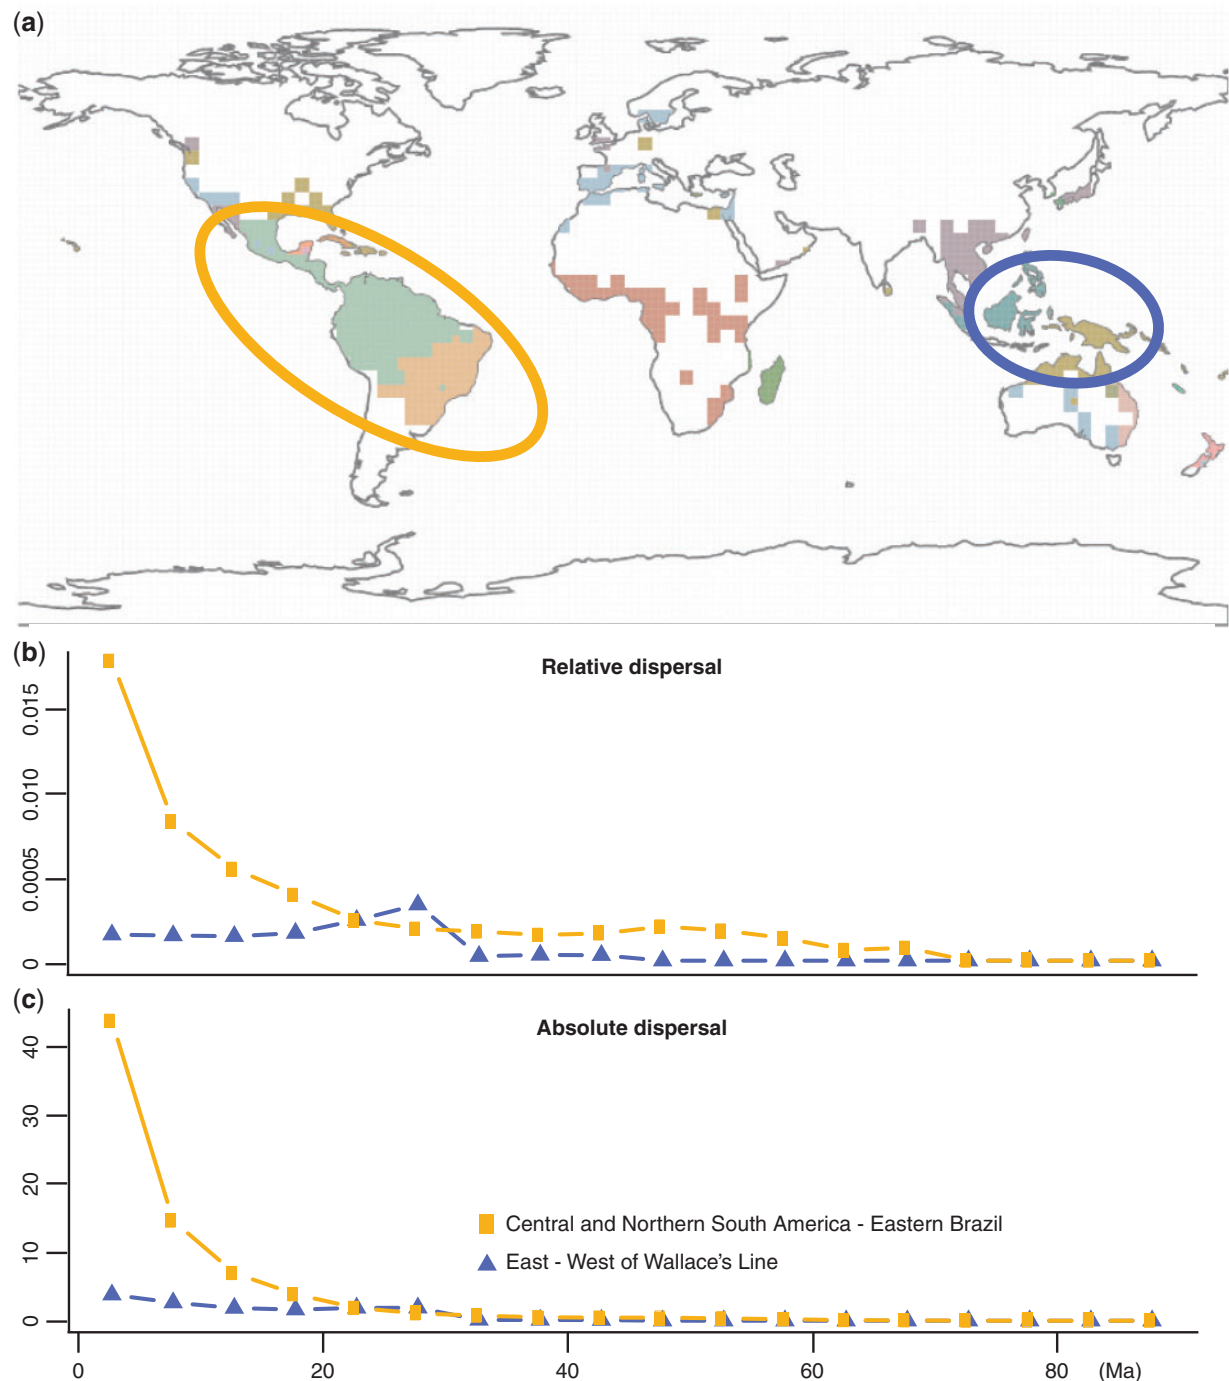 (a)
(b)
Relative dispersal
0.015
0.010
0.0005
0
(c)
Absolute dispersal
40
30
20
10
0
Central and Northern South America - Eastern Brazil
East - West of Wallace's Line
0 20 40 60 80 (Ma)